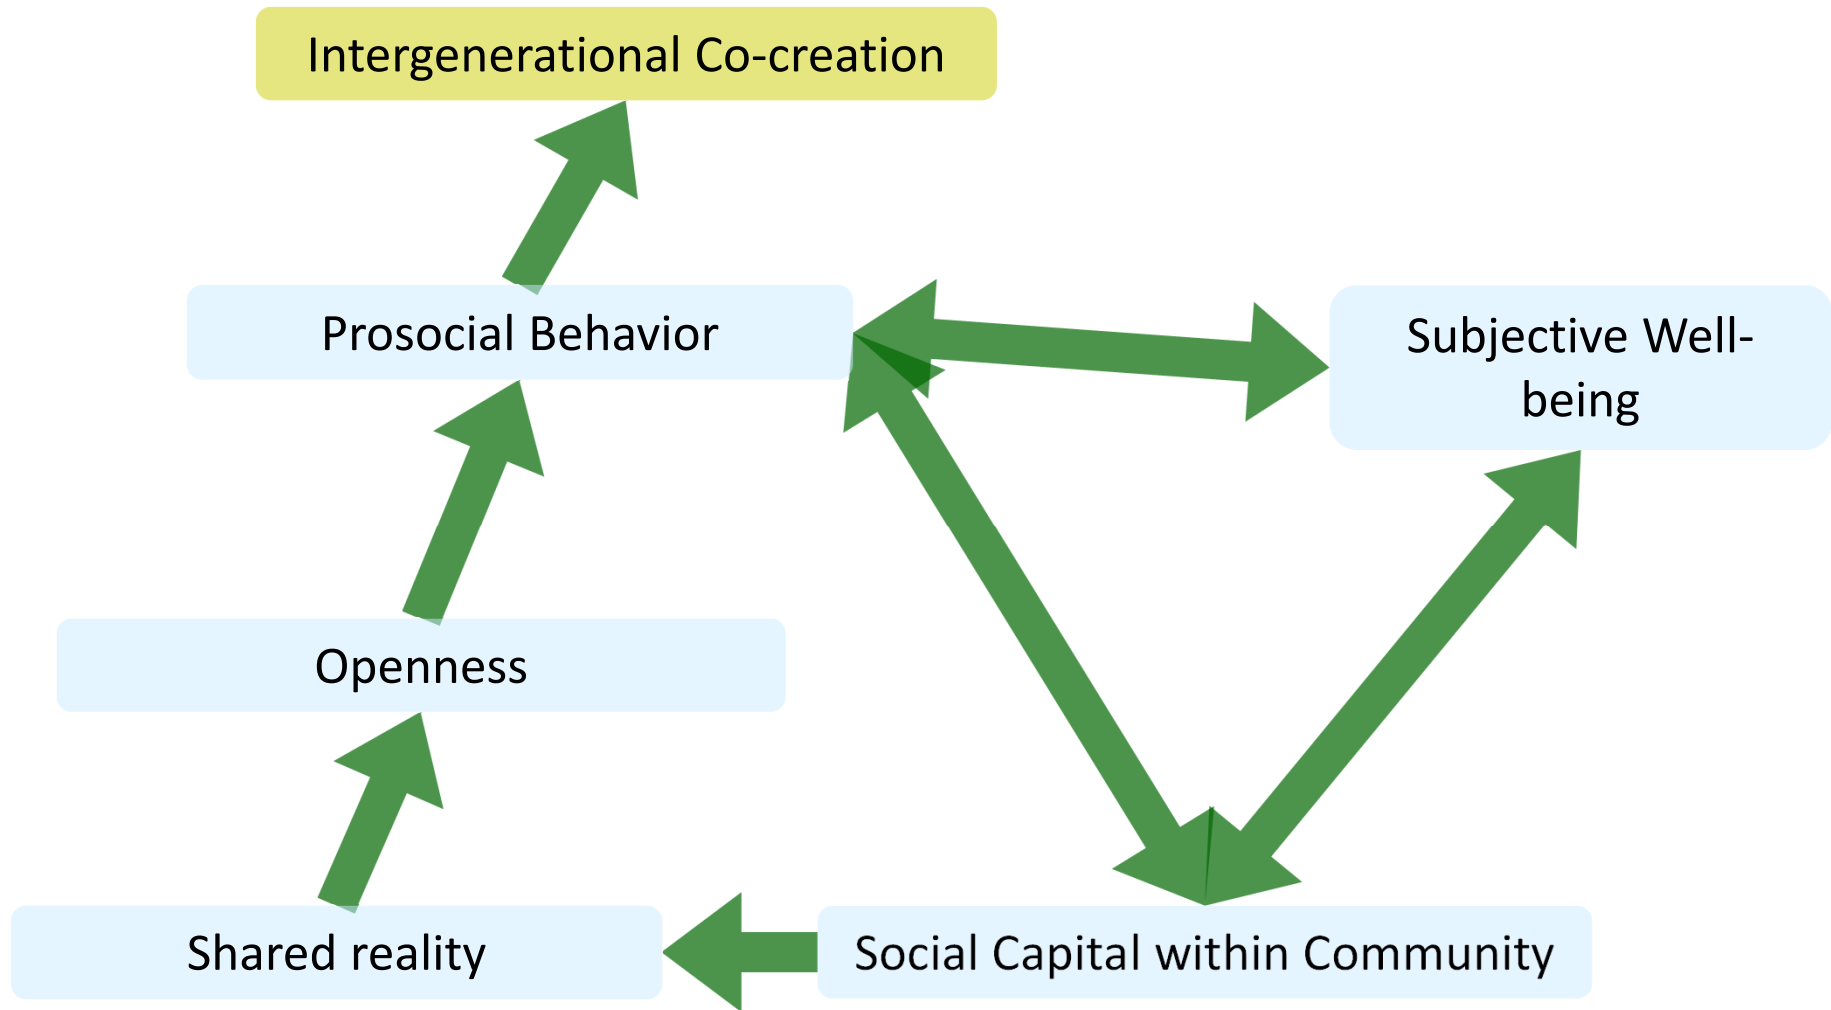 Intergenerational Co-creation
Prosocial Behavior
Subjective Well-
being
Openness
Shared reality
Social Capital within Community